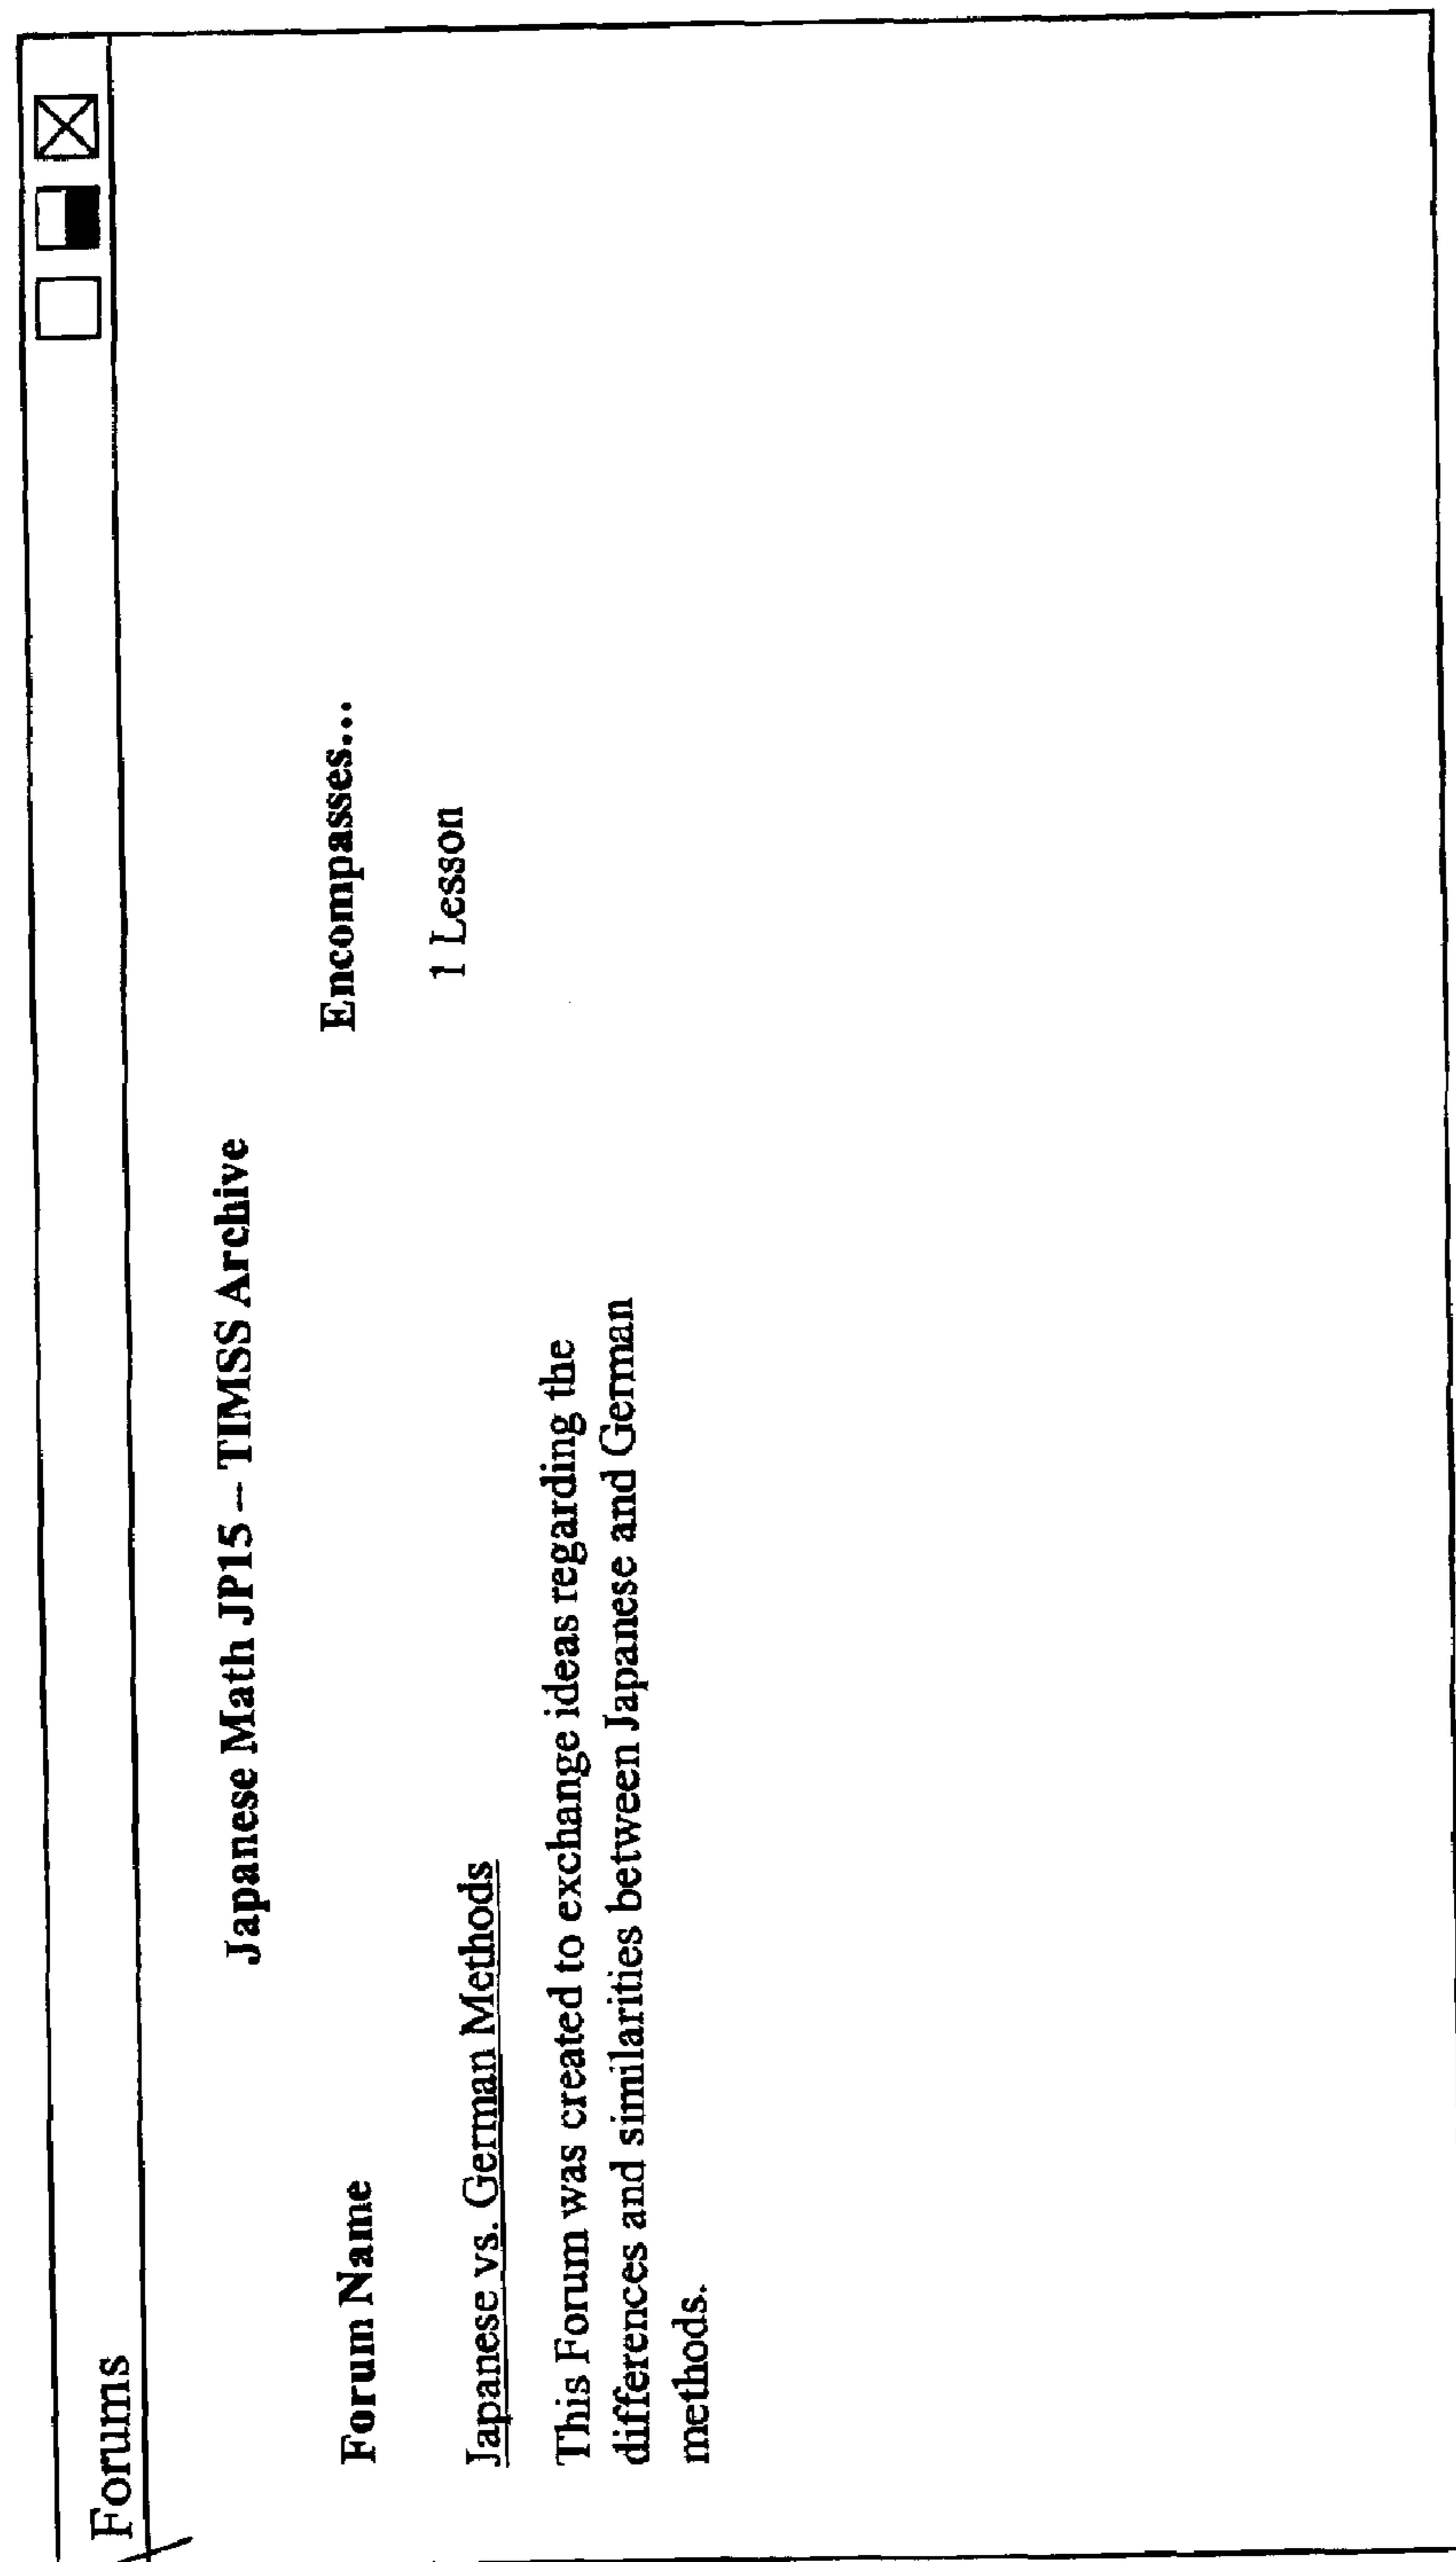 Forums
Japanese Math JP15 – TIMSS Archive
Forum Name
Encompasses...
Japanese vs. German Methods
1 Lesson
This Forum was created to exchange ideas regarding the
differences and similarities between Japanese and German
methods.